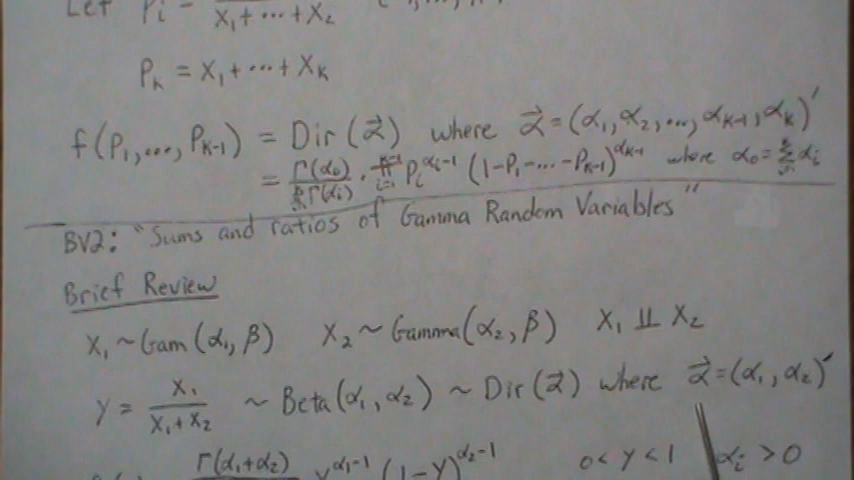 Let P_i = / X_1 + ... + X_2
P_k = X_1 + ... + X_k
f(P_1, ..., P_{k-1}) = Dir(α⃗) where α⃗ = (α_1, α_2, ..., α_{k-1}, α_k)'
= Γ(α_0) / ∏ Γ(α_i) · ∏_{i=1}^{k-1} P_i^{α_i-1} (1-P_1-...-P_{k-1})^{α_k-1} where α_0 = Σ α_i
BV2: "Sums and ratios of Gamma Random Variables"
Brief Review
X_1 ~ Gam(α_1, β) X_2 ~ Gamma(α_2, β) X_1 ⫫ X_2
Y = X_1 / (X_1 + X_2) ~ Beta(α_1, α_2) ~ Dir(α⃗) where α⃗ = (α_1, α_2)'
Γ(α_1+α_2) y^{α_1-1} (1-y)^{α_2-1} 0 < y < 1 α_i > 0